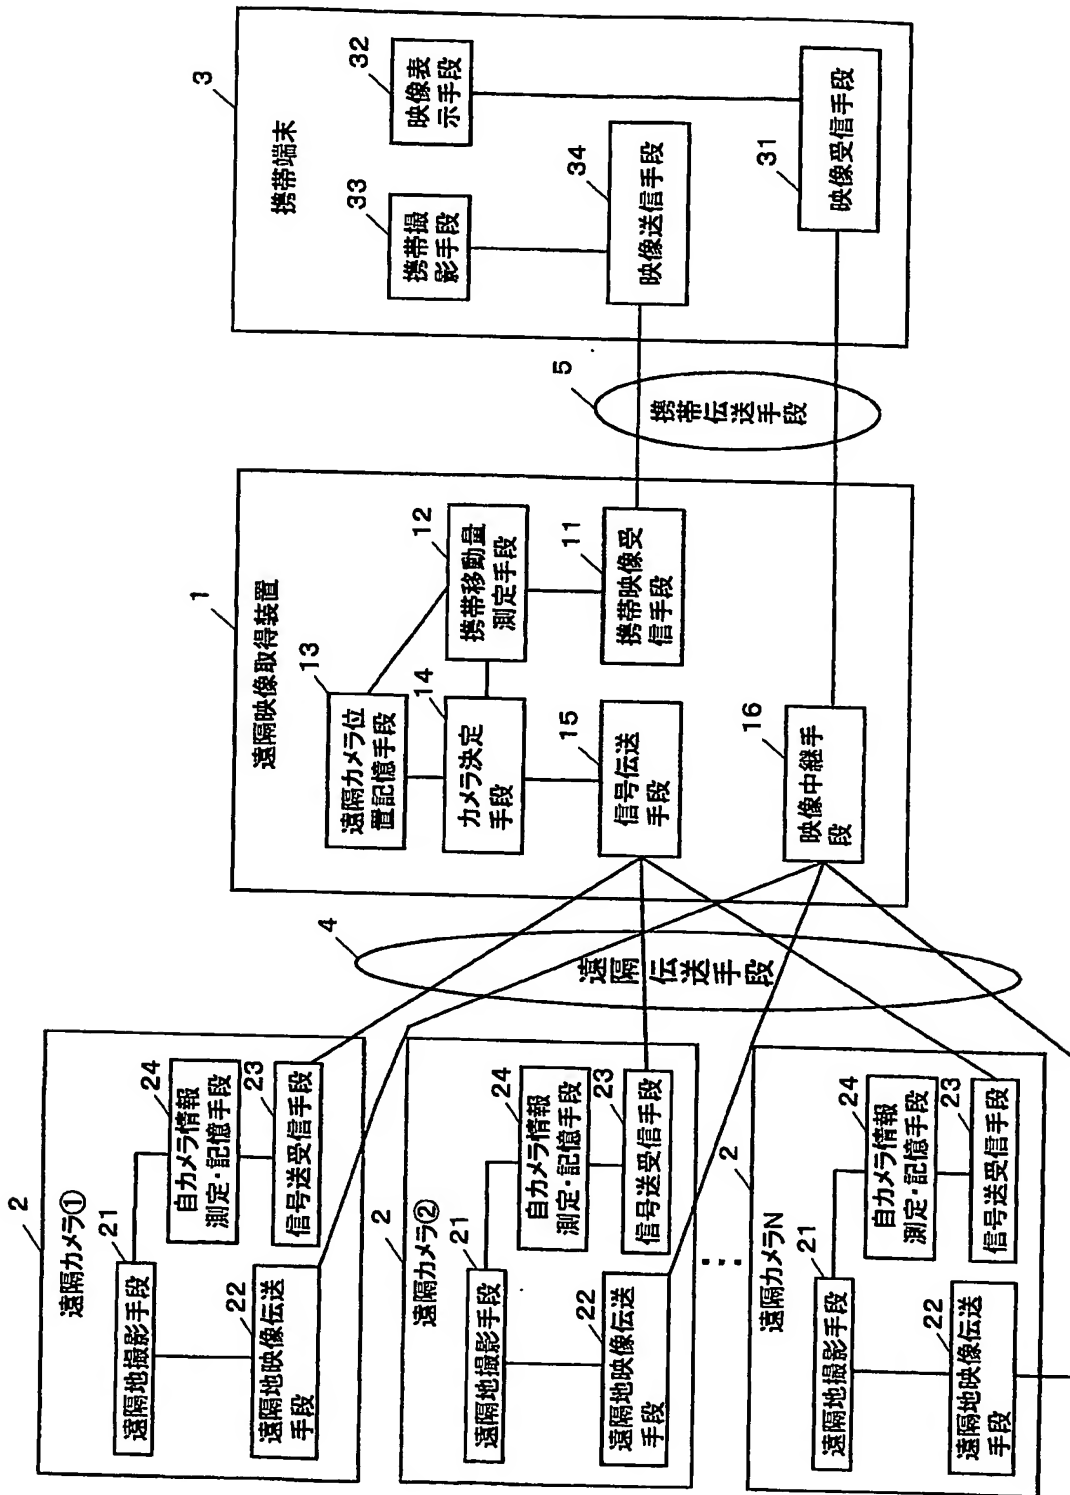 3
携帯端末
32
映像表
示手段
33
携帯撮
影手段
34
映像送信手段
31
映像受信手段
5
携帯伝送手段
1
遠隔映像取得装置
12
携帯移動量
測定手段
11
携帯映像受
信手段
13
遠隔カメラ位
置記憶手段
14
カメラ決定
手段
15
信号伝送
手段
16
映像中継手
段
4
遠隔伝送手段
2
遠隔カメラ①
21
遠隔地撮影手段
24
自カメラ情報
測定・記憶手段
23
信号送受信手段
22
遠隔地映像伝送
手段
2
遠隔カメラ②
21
遠隔地撮影手段
24
自カメラ情報
測定・記憶手段
23
信号送受信手段
22
遠隔地映像伝送
手段
2
遠隔カメラN
21
遠隔地撮影手段
24
自カメラ情報
測定・記憶手段
23
信号送受信手段
22
遠隔地映像伝送
手段